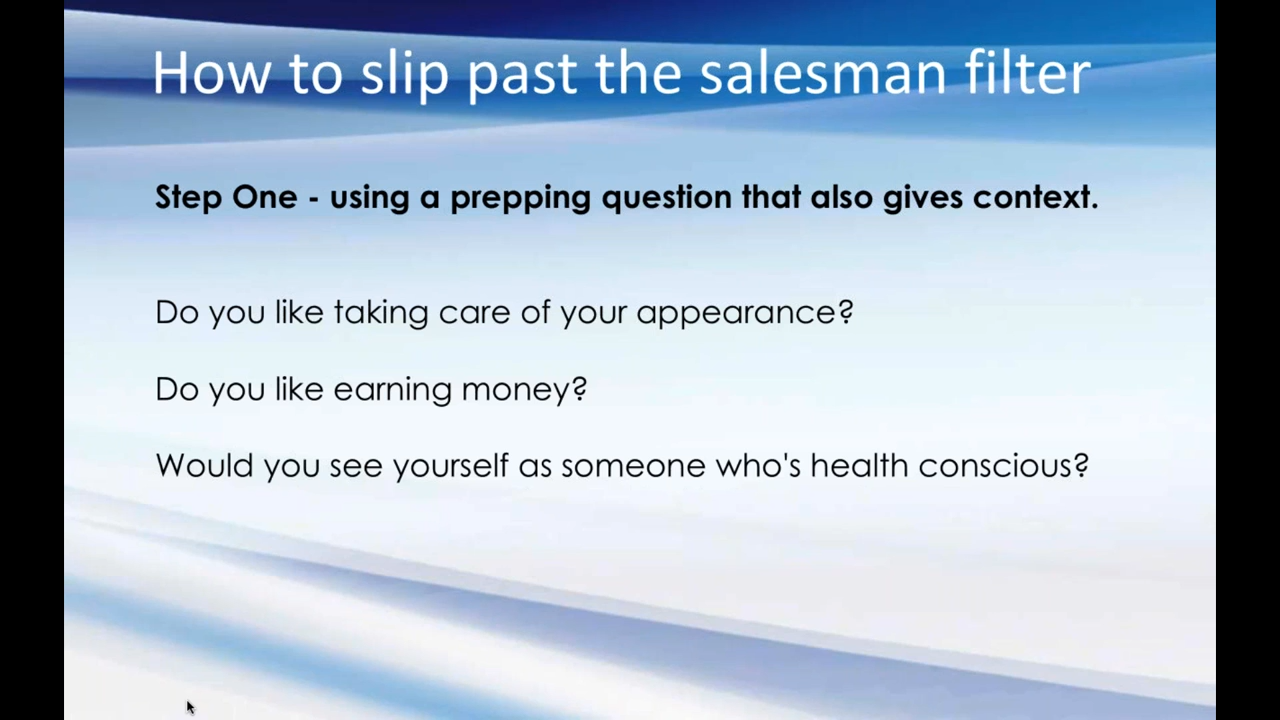 How to slip past the salesman filter
Step One - using a prepping question that also gives context.
Do you like taking care of your appearance?
Do you like earning money?
Would you see yourself as someone who's health conscious?